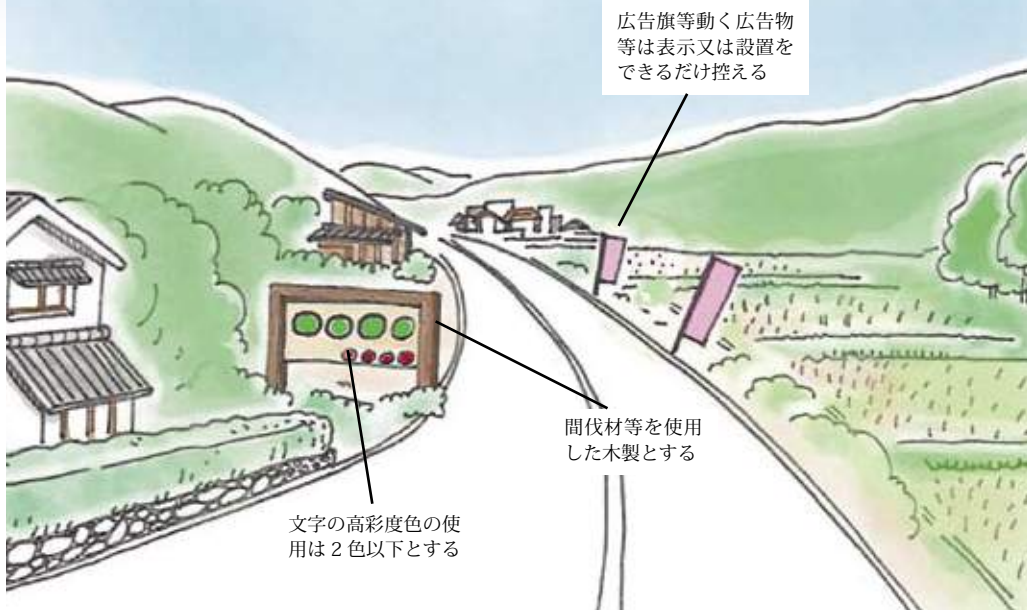 広告旗等動く広告物
等は表示又は設置を
できるだけ控える
間伐材等を使用
した木製とする
文字の高彩度色の使
用は２色以下とする